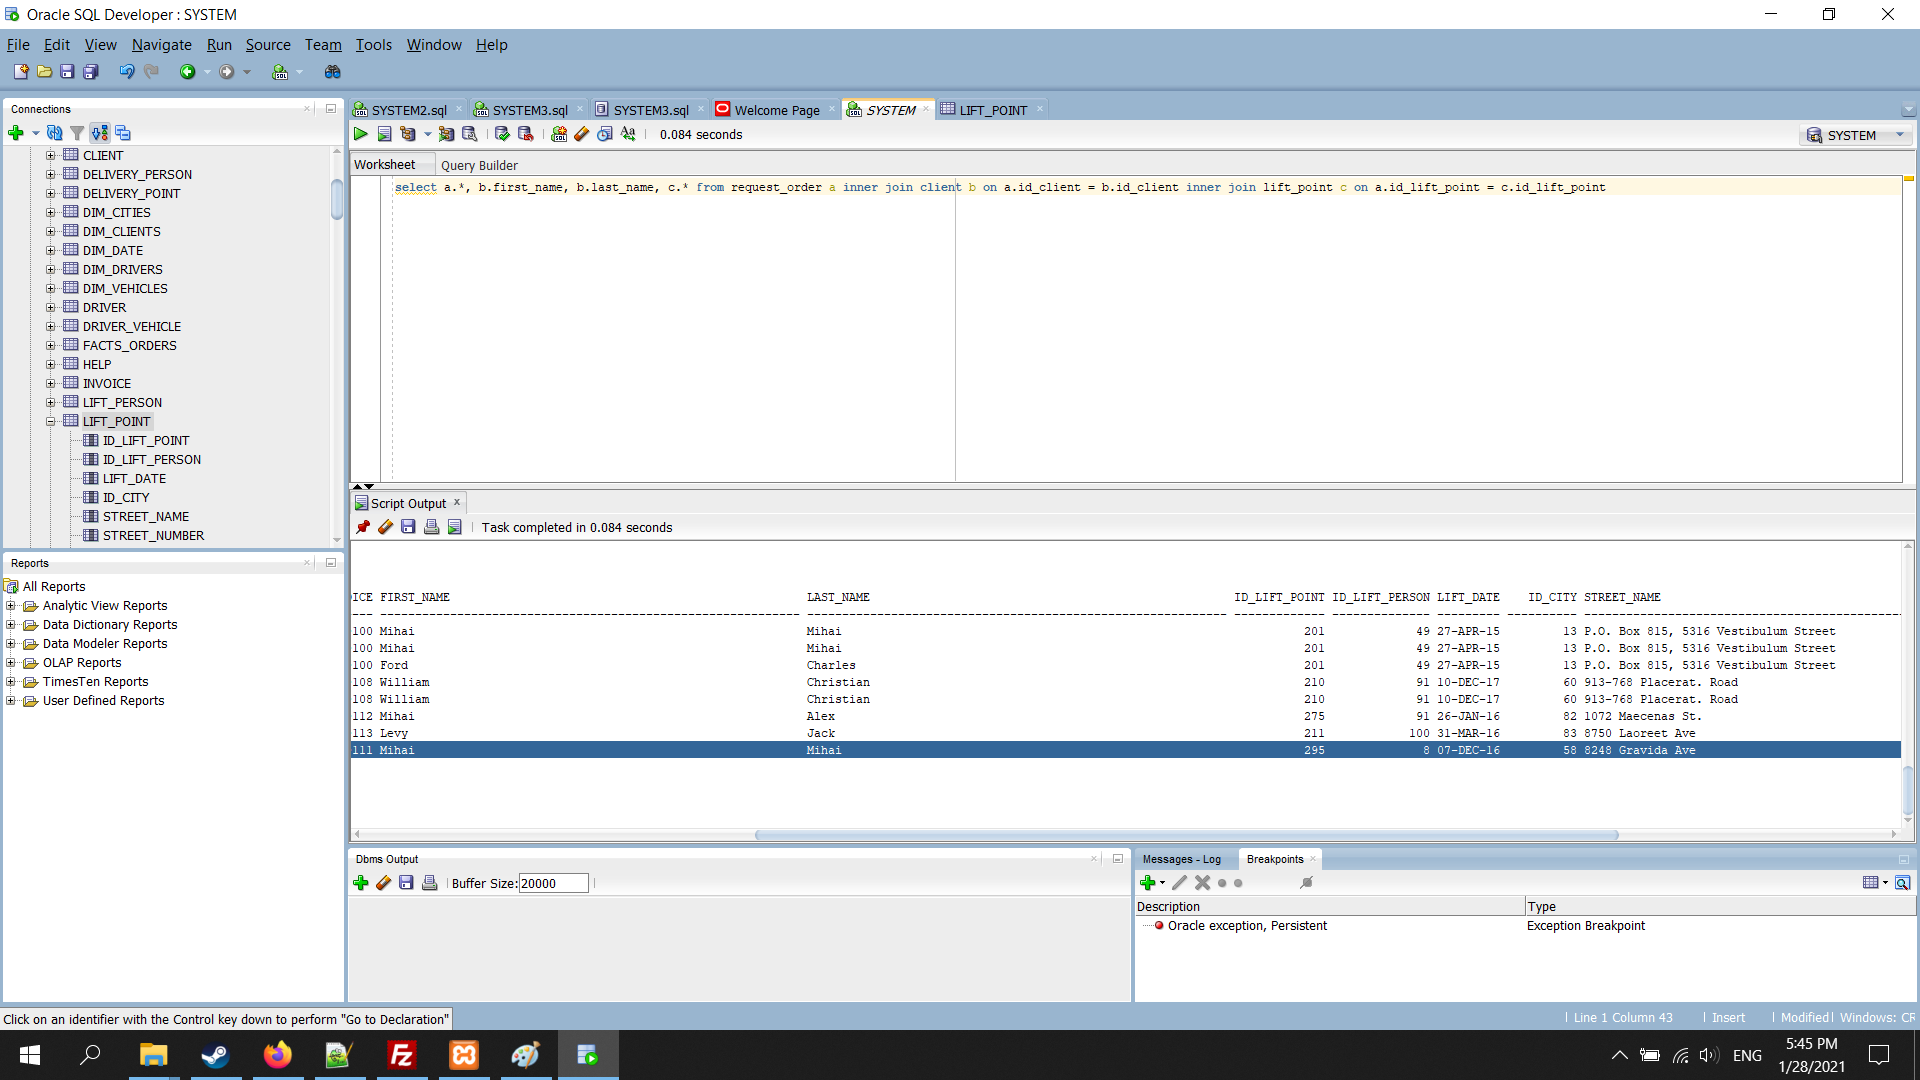 Oracle SQL Developer : SYSTEM
File Edit View Navigate Run Source Team Tools Window Help
Connections
CLIENT
DELIVERY_PERSON
DELIVERY_POINT
DIM_CITIES
DIM_CLIENTS
DIM_DATE
DIM_DRIVERS
DIM_VEHICLES
DRIVER
DRIVER_VEHICLE
FACTS_ORDERS
HELP
INVOICE
LIFT_PERSON
LIFT_POINT
ID_LIFT_POINT
ID_LIFT_PERSON
LIFT_DATE
ID_CITY
STREET_NAME
STREET_NUMBER
Reports
All Reports
Analytic View Reports
Data Dictionary Reports
Data Modeler Reports
OLAP Reports
TimesTen Reports
User Defined Reports
SYSTEM2.sql SYSTEM3.sql SYSTEM3.sql Welcome Page SYSTEM LIFT_POINT
0.084 seconds SYSTEM
Worksheet Query Builder
select a.*, b.first_name, b.last_name, c.* from request_order a inner join client b on a.id_client = b.id_client inner join lift_point c on a.id_lift_point = c.id_lift_point
Script Output
Task completed in 0.084 seconds
ICE FIRST_NAME LAST_NAME ID_LIFT_POINT ID_LIFT_PERSON LIFT_DATE ID_CITY STREET_NAME
100 Mihai Mihai 201 49 27-APR-15 13 P.O. Box 815, 5316 Vestibulum Street
100 Mihai Mihai 201 49 27-APR-15 13 P.O. Box 815, 5316 Vestibulum Street
100 Ford Charles 201 49 27-APR-15 13 P.O. Box 815, 5316 Vestibulum Street
108 William Christian 210 91 10-DEC-17 60 913-768 Placerat. Road
108 William Christian 210 91 10-DEC-17 60 913-768 Placerat. Road
112 Mihai Alex 275 91 26-JAN-16 82 1072 Maecenas St.
113 Levy Jack 211 100 31-MAR-16 83 8750 Laoreet Ave
111 Mihai Mihai 295 8 07-DEC-16 58 8248 Gravida Ave
Dbms Output
Buffer Size: 20000
Messages - Log Breakpoints
Description Type
Oracle exception, Persistent Exception Breakpoint
Click on an identifier with the Control key down to perform "Go to Declaration"
Line 1 Column 43 Insert Modified Windows: CR
ENG 5:45 PM
1/28/2021